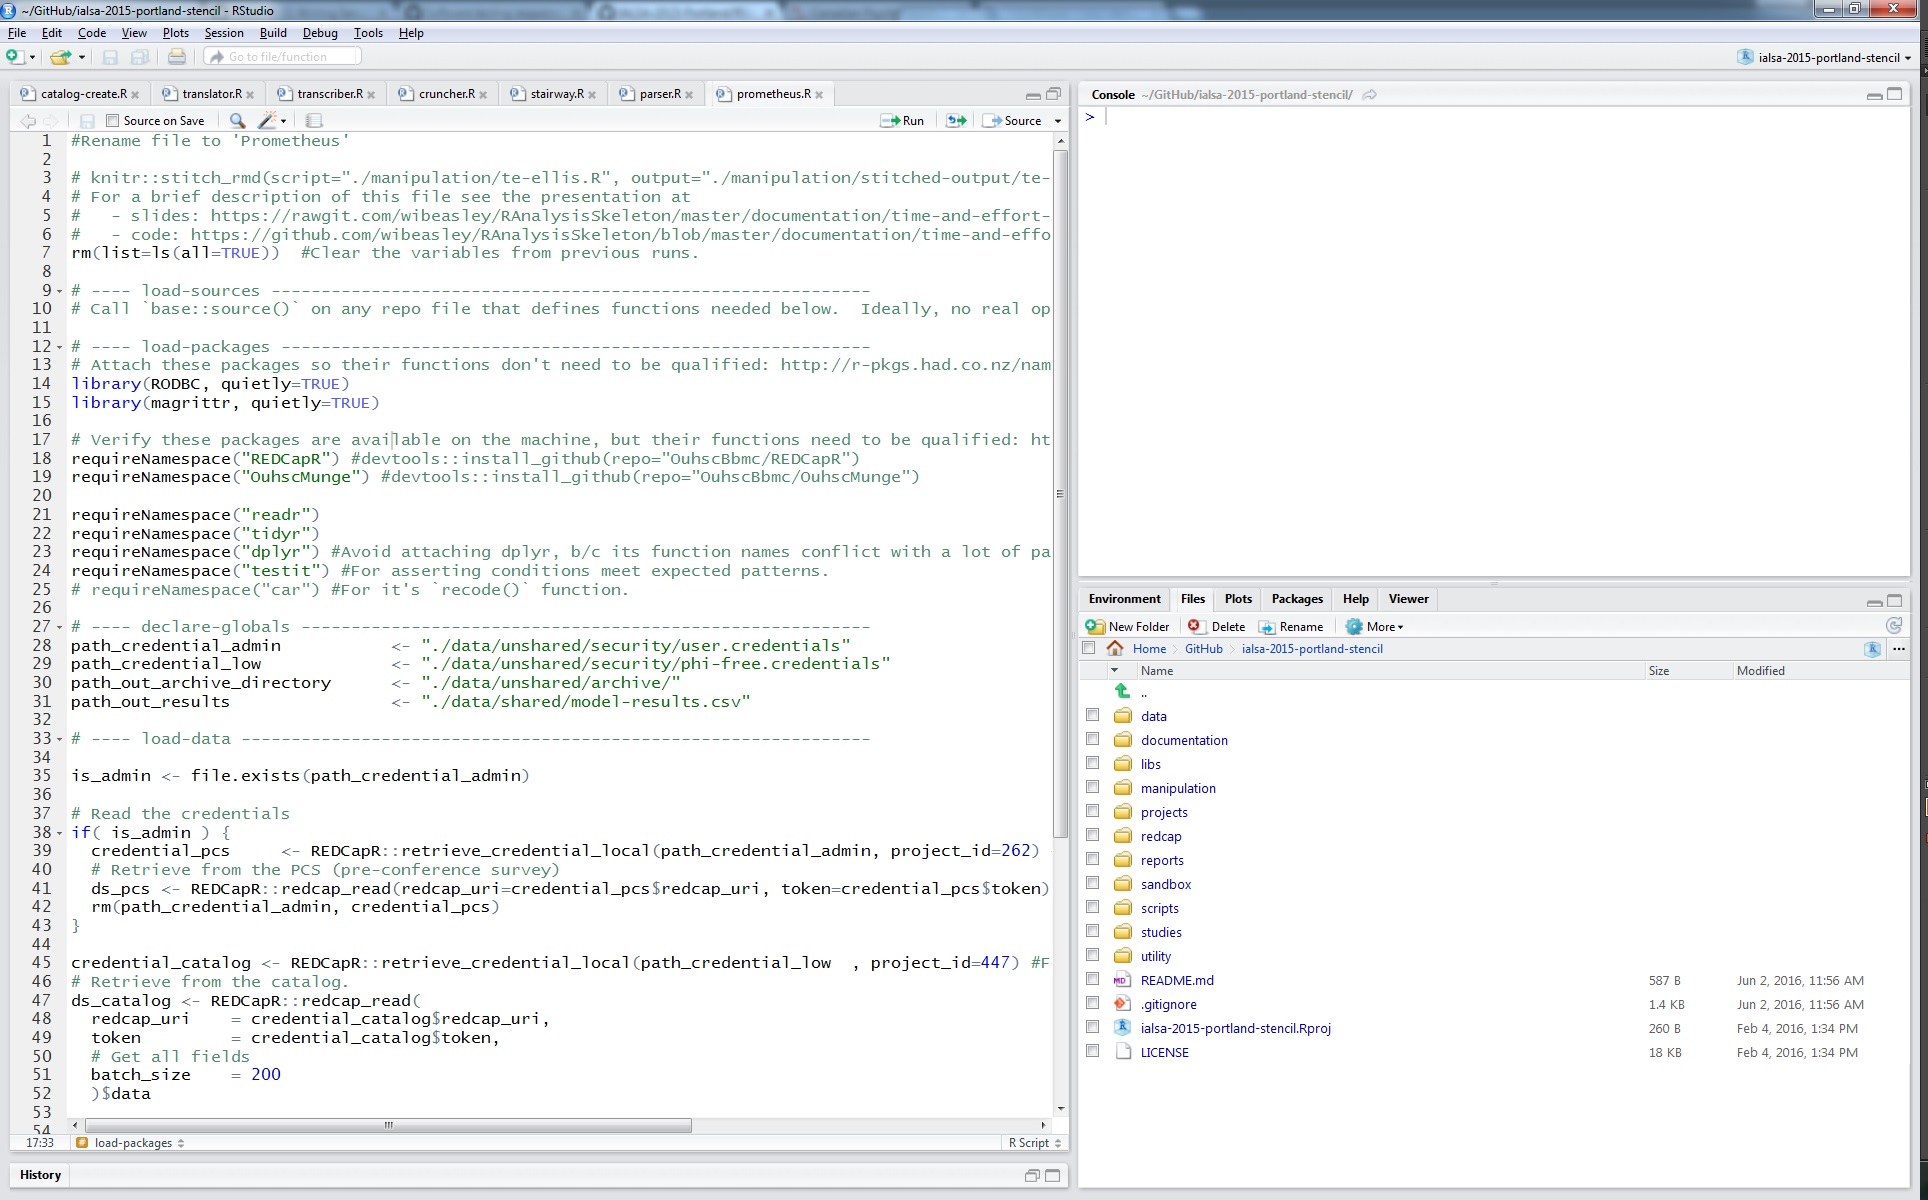 ~/GitHub/ialsa-2015-portland-stencil - RStudio
File Edit Code View Plots Session Build Debug Tools Help
Go to file/function
ialsa-2015-portland-stencil
catalog-create.R translator.R transcriber.R cruncher.R stairway.R parser.R prometheus.R
Source on Save Run Source
1 #Rename file to 'Prometheus'
2
3 # knitr::stitch_rmd(script="./manipulation/te-ellis.R", output="./manipulation/stitched-output/te-
4 # For a brief description of this file see the presentation at
5 #   - slides: https://rawgit.com/wibeasley/RAnalysisSkeleton/master/documentation/time-and-effort-
6 #   - code: https://github.com/wibeasley/RAnalysisSkeleton/blob/master/documentation/time-and-effo
7 rm(list=ls(all=TRUE))  #Clear the variables from previous runs.
8
9 # ---- load-sources ------------------------------------------------------------
10 # Call `base::source()` on any repo file that defines functions needed below.  Ideally, no real op
11
12 # ---- load-packages -----------------------------------------------------------
13 # Attach these packages so their functions don't need to be qualified: http://r-pkgs.had.co.nz/nam
14 library(RODBC, quietly=TRUE)
15 library(magrittr, quietly=TRUE)
16
17 # Verify these packages are available on the machine, but their functions need to be qualified: ht
18 requireNamespace("REDCapR") #devtools::install_github(repo="OuhscBbmc/REDCapR")
19 requireNamespace("OuhscMunge") #devtools::install_github(repo="OuhscBbmc/OuhscMunge")
20
21 requireNamespace("readr")
22 requireNamespace("tidyr")
23 requireNamespace("dplyr") #Avoid attaching dplyr, b/c its function names conflict with a lot of pa
24 requireNamespace("testit") #For asserting conditions meet expected patterns.
25 # requireNamespace("car") #For it's `recode()` function.
26
27 # ---- declare-globals ---------------------------------------------------------
28 path_credential_admin           <- "./data/unshared/security/user.credentials"
29 path_credential_low             <- "./data/unshared/security/phi-free.credentials"
30 path_out_archive_directory      <- "./data/unshared/archive/"
31 path_out_results                <- "./data/shared/model-results.csv"
32
33 # ---- load-data ---------------------------------------------------------------
34
35 is_admin <- file.exists(path_credential_admin)
36
37 # Read the credentials
38 if( is_admin ) {
39   credential_pcs     <- REDCapR::retrieve_credential_local(path_credential_admin, project_id=262)
40   # Retrieve from the PCS (pre-conference survey)
41   ds_pcs <- REDCapR::redcap_read(redcap_uri=credential_pcs$redcap_uri, token=credential_pcs$token)
42   rm(path_credential_admin, credential_pcs)
43 }
44
45 credential_catalog <- REDCapR::retrieve_credential_local(path_credential_low  , project_id=447) #F
46 # Retrieve from the catalog.
47 ds_catalog <- REDCapR::redcap_read(
48   redcap_uri    = credential_catalog$redcap_uri,
49   token         = credential_catalog$token,
50   # Get all fields
51   batch_size    = 200
52   )$data
53
54
17:33 load-packages R Script
History
Console ~/GitHub/ialsa-2015-portland-stencil/
>
Environment Files Plots Packages Help Viewer
New Folder Delete Rename More
Home GitHub ialsa-2015-portland-stencil ...
Name Size Modified
..
data
documentation
libs
manipulation
projects
redcap
reports
sandbox
scripts
studies
utility
README.md 587 B Jun 2, 2016, 11:56 AM
.gitignore 1.4 KB Jun 2, 2016, 11:56 AM
ialsa-2015-portland-stencil.Rproj 260 B Feb 4, 2016, 1:34 PM
LICENSE 18 KB Feb 4, 2016, 1:34 PM